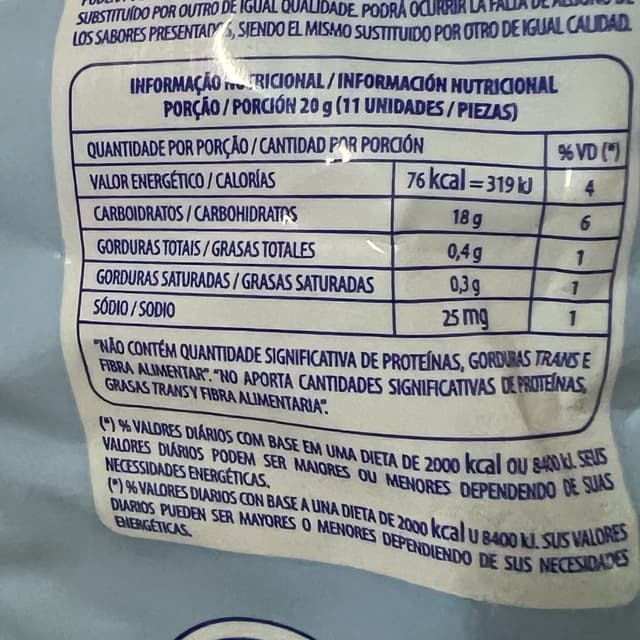 SUBSTITUÍDO POR OUTRO DE IGUAL QUALIDADE. PODRÁ OCURRIR LA FALTA DE
LOS SABORES PRESENTADOS, SIENDO EL MISMO SUSTITUIDO POR OTRO DE IGUAL CALIDAD.
INFORMAÇÃO NUTRICIONAL / INFORMACIÓN NUTRICIONAL
PORÇÃO / PORCIÓN 20 g (11 UNIDADES / PIEZAS)
QUANTIDADE POR PORÇÃO / CANTIDAD POR PORCIÓN % VD (*)
VALOR ENERGÉTICO / CALORÍAS 76 kcal = 319 kJ 4
CARBOIDRATOS / CARBOHIDRATOS 18 g 6
GORDURAS TOTAIS / GRASAS TOTALES 0,4 g 1
GORDURAS SATURADAS / GRASAS SATURADAS 0,3 g 1
SÓDIO / SODIO 25 mg 1
"NÃO CONTÉM QUANTIDADE SIGNIFICATIVA DE PROTEÍNAS, GORDURAS TRANS E
FIBRA ALIMENTAR". "NO APORTA CANTIDADES SIGNIFICATIVAS DE PROTEÍNAS,
GRASAS TRANS Y FIBRA ALIMENTARIA".
(*) % VALORES DIÁRIOS COM BASE EM UMA DIETA DE 2000 kcal OU 8400 kJ. SEUS
VALORES DIÁRIOS PODEM SER MAIORES OU MENORES DEPENDENDO DE SUAS
NECESSIDADES ENERGÉTICAS.
(*) % VALORES DIARIOS CON BASE A UNA DIETA DE 2000 kcal U 8400 kJ. SUS VALORES
DIARIOS PUEDEN SER MAYORES O MENORES DEPENDIENDO DE SUS NECESIDADES
ENERGÉTICAS.